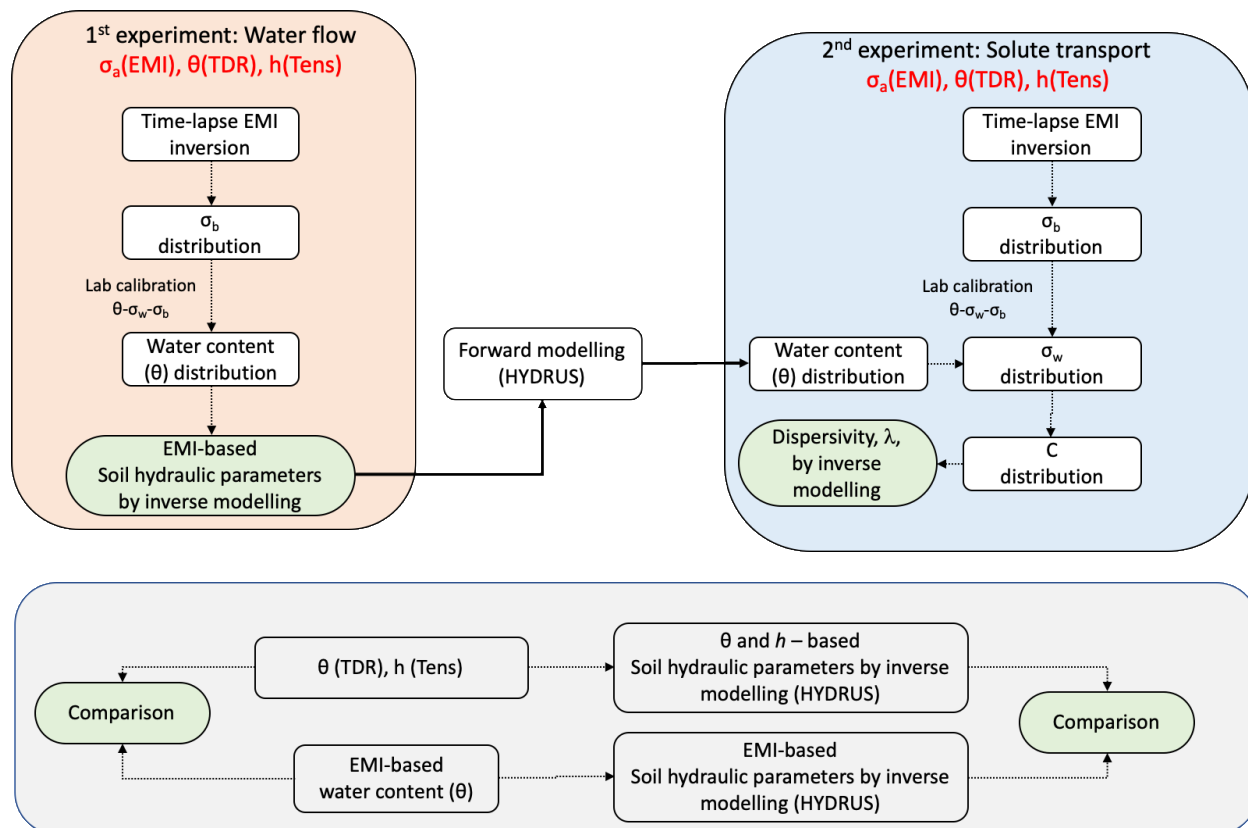 1st experiment: Water flow
σa(EMI), θ(TDR), h(Tens)
Time-lapse EMI
inversion
σb
distribution
Lab calibration
θ-σw-σb
Water content
(θ) distribution
EMI-based
Soil hydraulic parameters
by inverse modelling
Forward modelling
(HYDRUS)
2nd experiment: Solute transport
σa(EMI), θ(TDR), h(Tens)
Time-lapse EMI
inversion
σb
distribution
Lab calibration
θ-σw-σb
Water content
(θ) distribution
σw
distribution
Dispersivity, λ,
by inverse
modelling
C
distribution
θ (TDR), h (Tens)
θ and h – based
Soil hydraulic parameters by inverse
modelling (HYDRUS)
Comparison
Comparison
EMI-based
water content (θ)
EMI-based
Soil hydraulic parameters by inverse
modelling (HYDRUS)